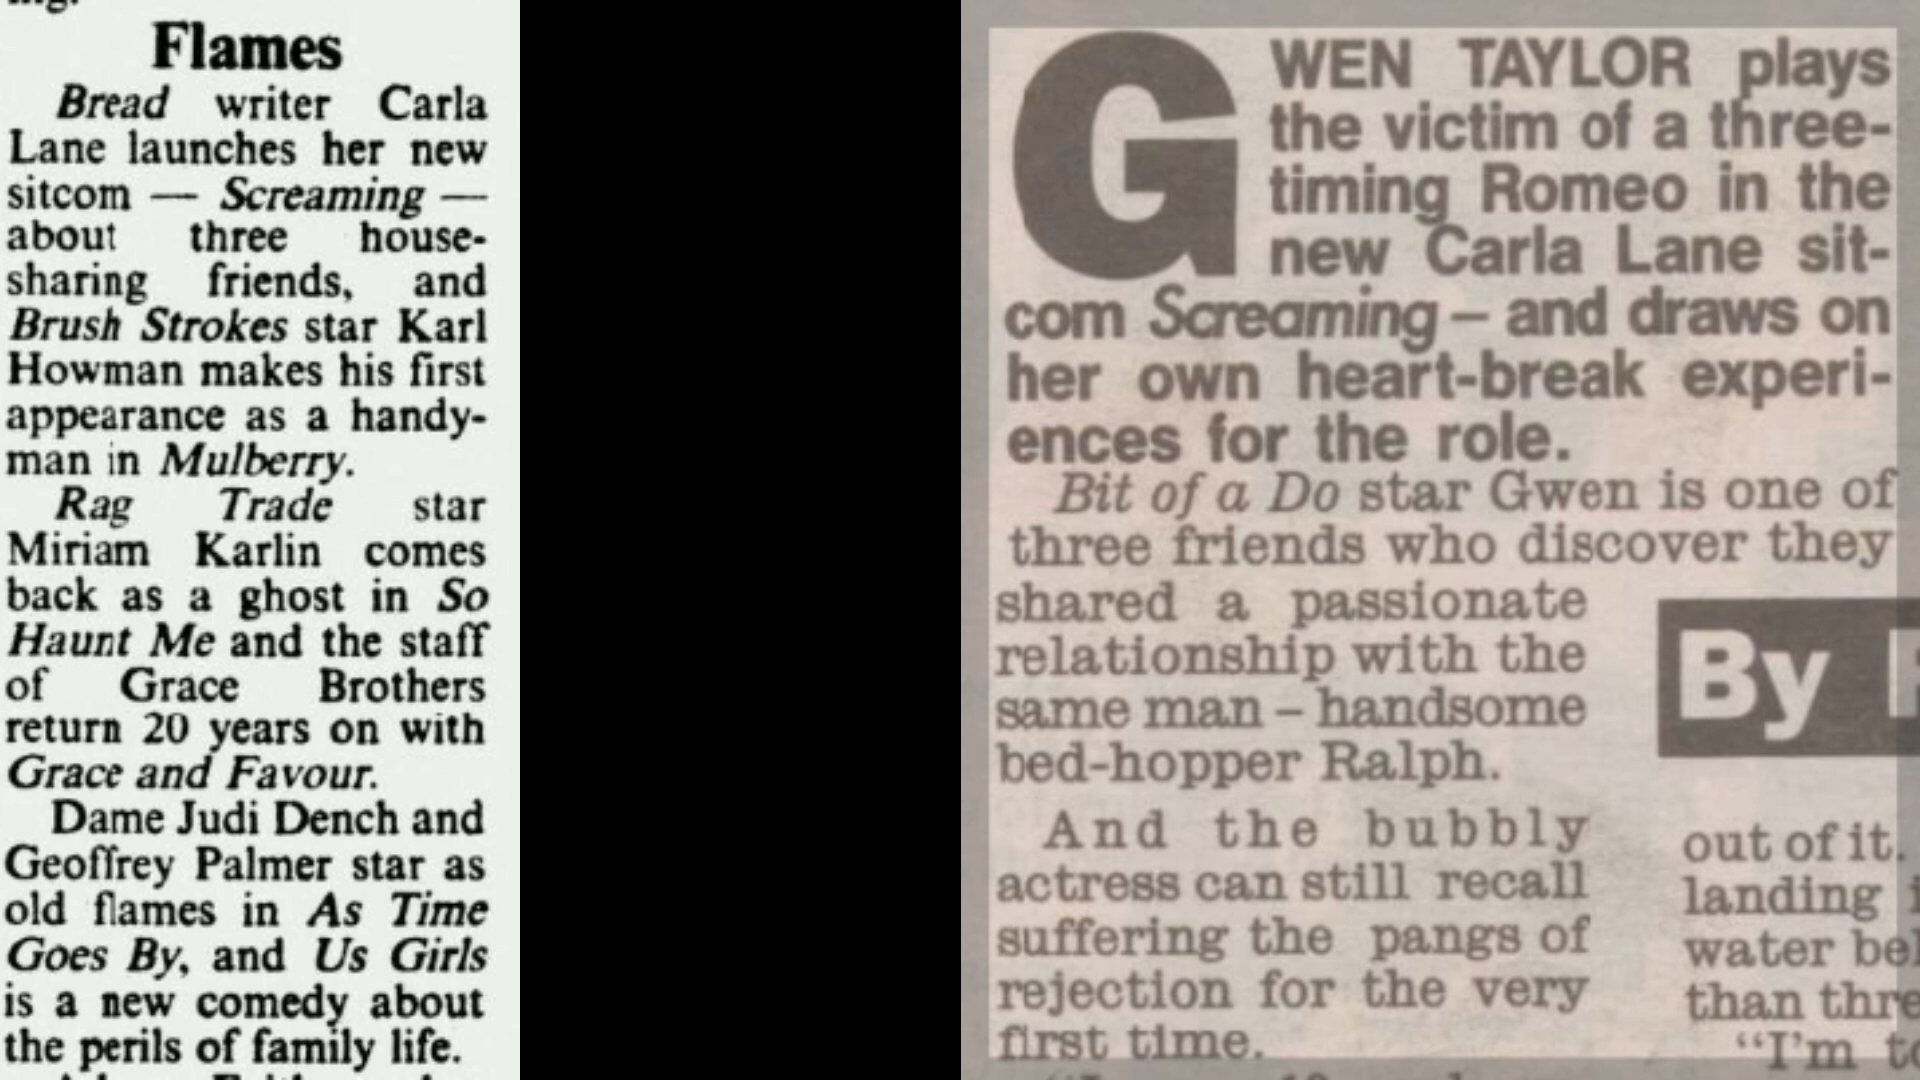 Flames
Bread writer Carla
Lane launches her new
sitcom — Screaming —
about three house-
sharing friends, and
Brush Strokes star Karl
Howman makes his first
appearance as a handy-
man in Mulberry.
Rag Trade star
Miriam Karlin comes
back as a ghost in So
Haunt Me and the staff
of Grace Brothers
return 20 years on with
Grace and Favour.
Dame Judi Dench and
Geoffrey Palmer star as
old flames in As Time
Goes By, and Us Girls
is a new comedy about
the perils of family life.
GWEN TAYLOR plays
the victim of a three-
timing Romeo in the
new Carla Lane sit-
com Screaming – and draws on
her own heart-break experi-
ences for the role.
Bit of a Do star Gwen is one of
three friends who discover they
shared a passionate
relationship with the
same man – handsome
bed-hopper Ralph.
And the bubbly
actress can still recall
suffering the pangs of
rejection for the very
first time.
By
out of it.
landing
water
than
"I'm